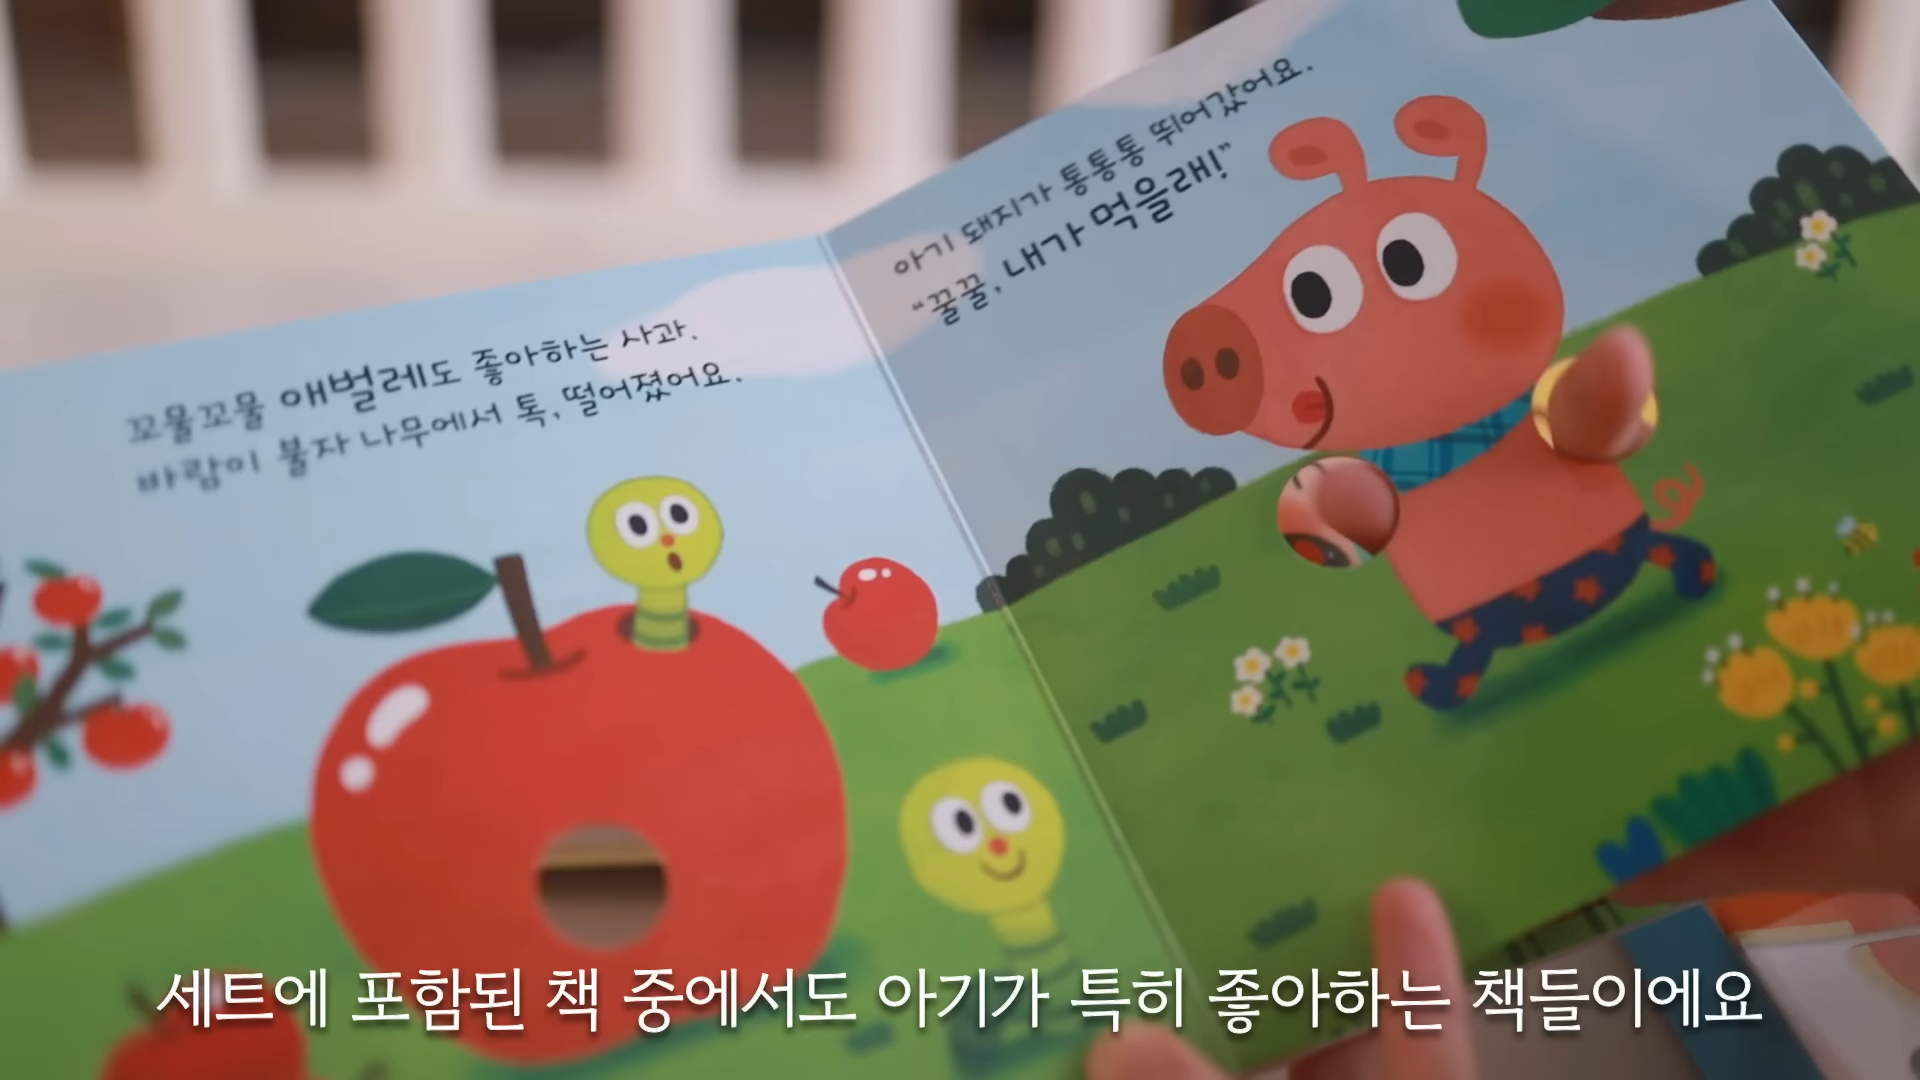 꼬물꼬물 애벌레도 좋아하는 사과.
바람이 불자 나무에서 톡, 떨어졌어요.
아기 돼지가 통통통 뛰어갔어요.
“꿀꿀, 내가 먹을래!”
세트에 포함된 책 중에서도 아기가 특히 좋아하는 책들이에요